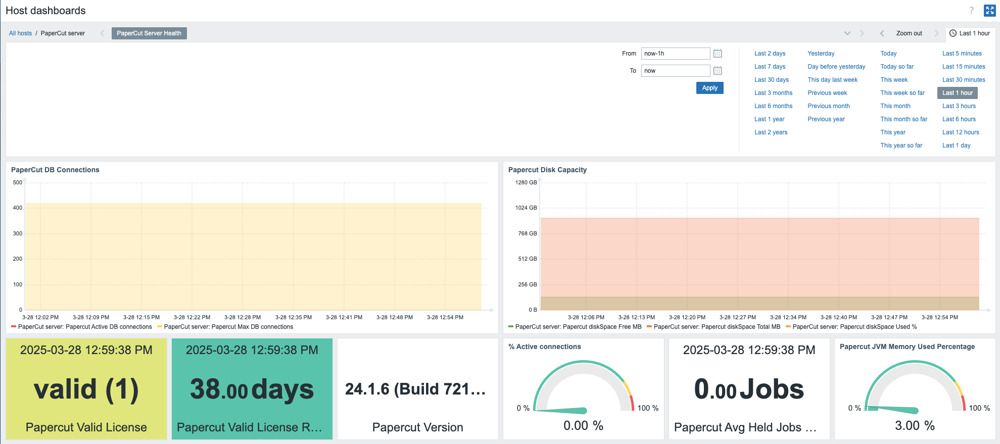 Host dashboards
?
All hosts / PaperCut server
PaperCut Server Health
Zoom out
Last 1 hour
From now-1h
To now
Apply
Last 2 days Yesterday Today Last 5 minutes
Last 7 days Day before yesterday Today so far Last 15 minutes
Last 30 days This day last week This week Last 30 minutes
Last 3 months Previous week This week so far Last 1 hour
Last 6 months Previous month This month Last 3 hours
Last 1 year Previous year This month so far Last 6 hours
Last 2 years This year Last 12 hours
This year so far Last 1 day
PaperCut DB Connections
500
400
300
200
100
0
3-28 12:02 PM 3-28 12:09 PM 3-28 12:15 PM 3-28 12:22 PM 3-28 12:28 PM 3-28 12:35 PM 3-28 12:41 PM 3-28 12:48 PM 3-28 12:54 PM
PaperCut server: Papercut Active DB connections PaperCut server: Papercut Max DB connections
Papercut Disk Capacity
1280 GB
1024 GB
768 GB
512 GB
256 GB
0 B
3-28 12:06 PM 3-28 12:13 PM 3-28 12:20 PM 3-28 12:27 PM 3-28 12:34 PM 3-28 12:40 PM 3-28 12:47 PM 3-28 12:54 PM
PaperCut server: Papercut diskSpace Free MB PaperCut server: Papercut diskSpace Total MB PaperCut server: Papercut diskSpace Used %
2025-03-28 12:59:38 PM
valid (1)
Papercut Valid License
2025-03-28 12:59:38 PM
38.00 days
Papercut Valid License R...
24.1.6 (Build 721...
Papercut Version
% Active connections
0 % 100 %
0.00 %
2025-03-28 12:59:38 PM
0.00 Jobs
Papercut Avg Held Jobs ...
Papercut JVM Memory Used Percentage
0 % 100 %
3.00 %